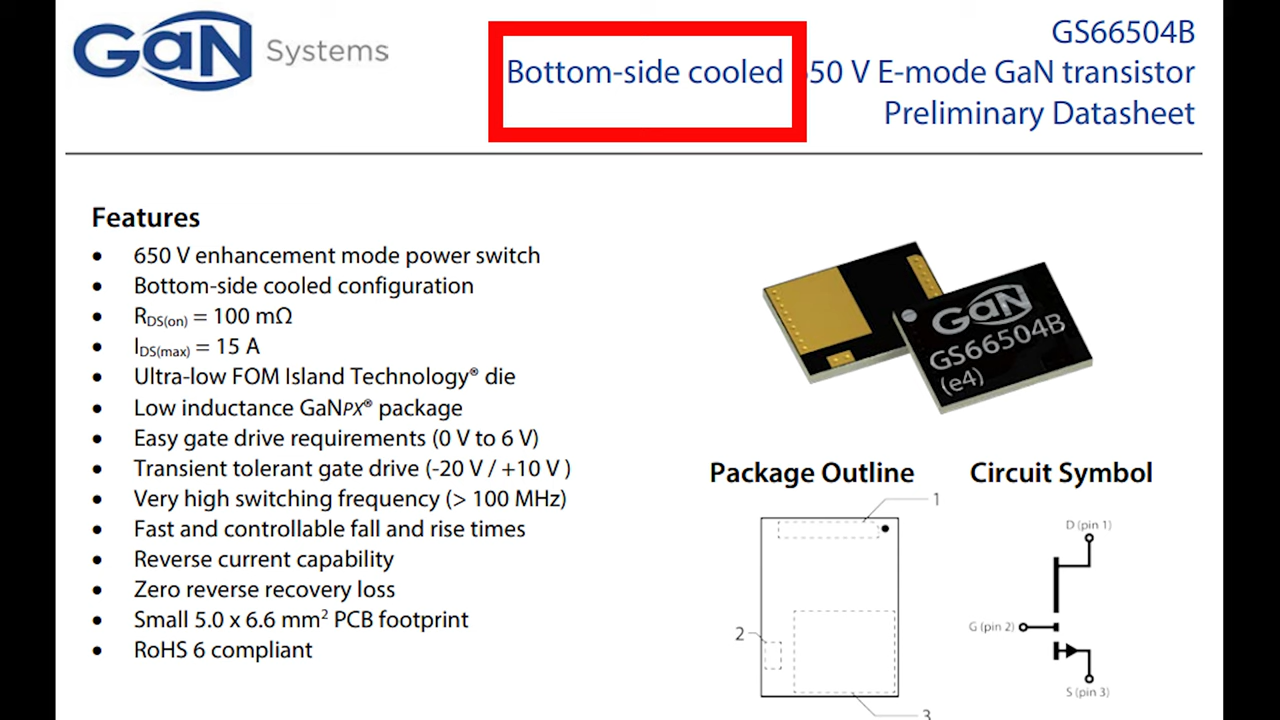 GaN Systems
GS66504B
Bottom-side cooled 650 V E-mode GaN transistor
Preliminary Datasheet
Features
• 650 V enhancement mode power switch
• Bottom-side cooled configuration
• RDS(on) = 100 mΩ
• IDS(max) = 15 A
• Ultra-low FOM Island Technology® die
• Low inductance GaNPX® package
• Easy gate drive requirements (0 V to 6 V)
• Transient tolerant gate drive (-20 V / +10 V )
• Very high switching frequency (> 100 MHz)
• Fast and controllable fall and rise times
• Reverse current capability
• Zero reverse recovery loss
• Small 5.0 x 6.6 mm² PCB footprint
• RoHS 6 compliant
GaN
GS66504B
(e4)
Package Outline
1
2
3
Circuit Symbol
D (pin 1)
G (pin 2)
S (pin 3)